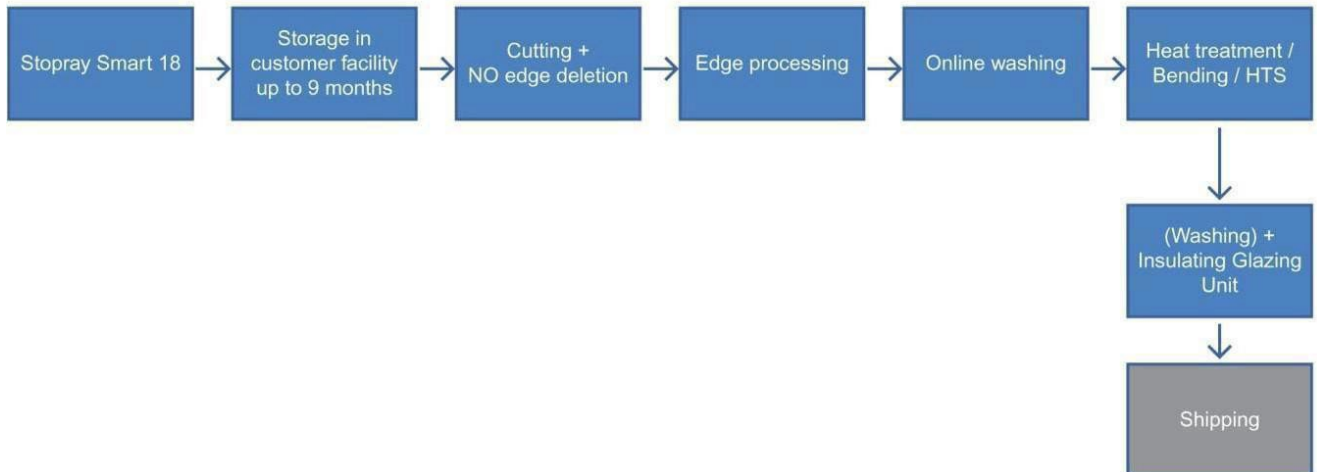 Stopray Smart 18
Storage in
customer facility
up to 9 months
Cutting +
NO edge deletion
Edge processing
Online washing
Heat treatment /
Bending / HTS
(Washing) +
Insulating Glazing
Unit
Shipping